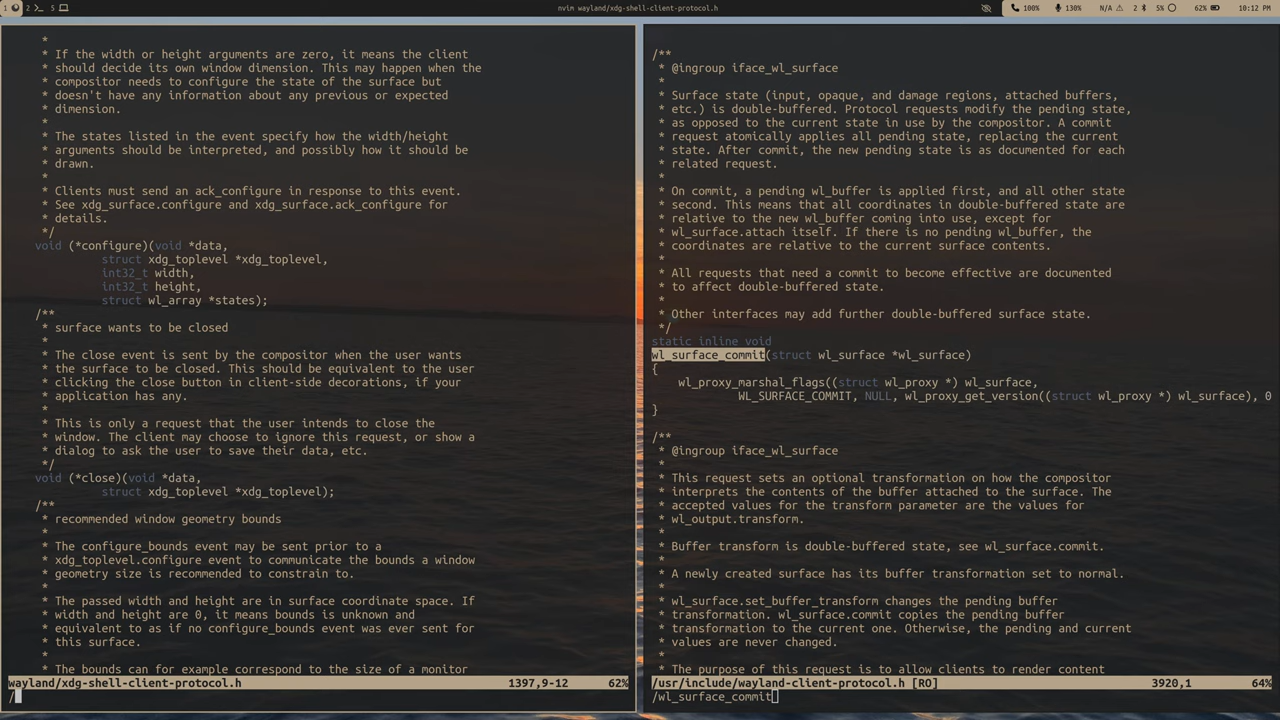 1 2 5 nvim wayland/xdg-shell-client-protocol.h 100% 130% N/A 2 5% 62% 10:12 PM
*
* If the width or height arguments are zero, it means the client
* should decide its own window dimension. This may happen when the
* compositor needs to configure the state of the surface but
* doesn't have any information about any previous or expected
* dimension.
*
* The states listed in the event specify how the width/height
* arguments should be interpreted, and possibly how it should be
* drawn.
*
* Clients must send an ack_configure in response to this event.
* See xdg_surface.configure and xdg_surface.ack_configure for
* details.
*/
void (*configure)(void *data,
struct xdg_toplevel *xdg_toplevel,
int32_t width,
int32_t height,
struct wl_array *states);
/**
* surface wants to be closed
*
* The close event is sent by the compositor when the user wants
* the surface to be closed. This should be equivalent to the user
* clicking the close button in client-side decorations, if your
* application has any.
*
* This is only a request that the user intends to close the
* window. The client may choose to ignore this request, or show a
* dialog to ask the user to save their data, etc.
*/
void (*close)(void *data,
struct xdg_toplevel *xdg_toplevel);
/**
* recommended window geometry bounds
*
* The configure_bounds event may be sent prior to a
* xdg_toplevel.configure event to communicate the bounds a window
* geometry size is recommended to constrain to.
*
* The passed width and height are in surface coordinate space. If
* width and height are 0, it means bounds is unknown and
* equivalent to as if no configure_bounds event was ever sent for
* this surface.
*
* The bounds can for example correspond to the size of a monitor
wayland/xdg-shell-client-protocol.h 1397,9-12 62%
/
/**
* @ingroup iface_wl_surface
*
* Surface state (input, opaque, and damage regions, attached buffers,
* etc.) is double-buffered. Protocol requests modify the pending state,
* as opposed to the current state in use by the compositor. A commit
* request atomically applies all pending state, replacing the current
* state. After commit, the new pending state is as documented for each
* related request.
*
* On commit, a pending wl_buffer is applied first, and all other state
* second. This means that all coordinates in double-buffered state are
* relative to the new wl_buffer coming into use, except for
* wl_surface.attach itself. If there is no pending wl_buffer, the
* coordinates are relative to the current surface contents.
*
* All requests that need a commit to become effective are documented
* to affect double-buffered state.
*
* Other interfaces may add further double-buffered surface state.
*/
static inline void
wl_surface_commit(struct wl_surface *wl_surface)
{
wl_proxy_marshal_flags((struct wl_proxy *) wl_surface,
WL_SURFACE_COMMIT, NULL, wl_proxy_get_version((struct wl_proxy *) wl_surface), 0
}
/**
* @ingroup iface_wl_surface
*
* This request sets an optional transformation on how the compositor
* interprets the contents of the buffer attached to the surface. The
* accepted values for the transform parameter are the values for
* wl_output.transform.
*
* Buffer transform is double-buffered state, see wl_surface.commit.
*
* A newly created surface has its buffer transformation set to normal.
*
* wl_surface.set_buffer_transform changes the pending buffer
* transformation. wl_surface.commit copies the pending buffer
* transformation to the current one. Otherwise, the pending and current
* values are never changed.
*
* The purpose of this request is to allow clients to render content
/usr/include/wayland-client-protocol.h [RO] 3920,1 64%
/wl_surface_commit